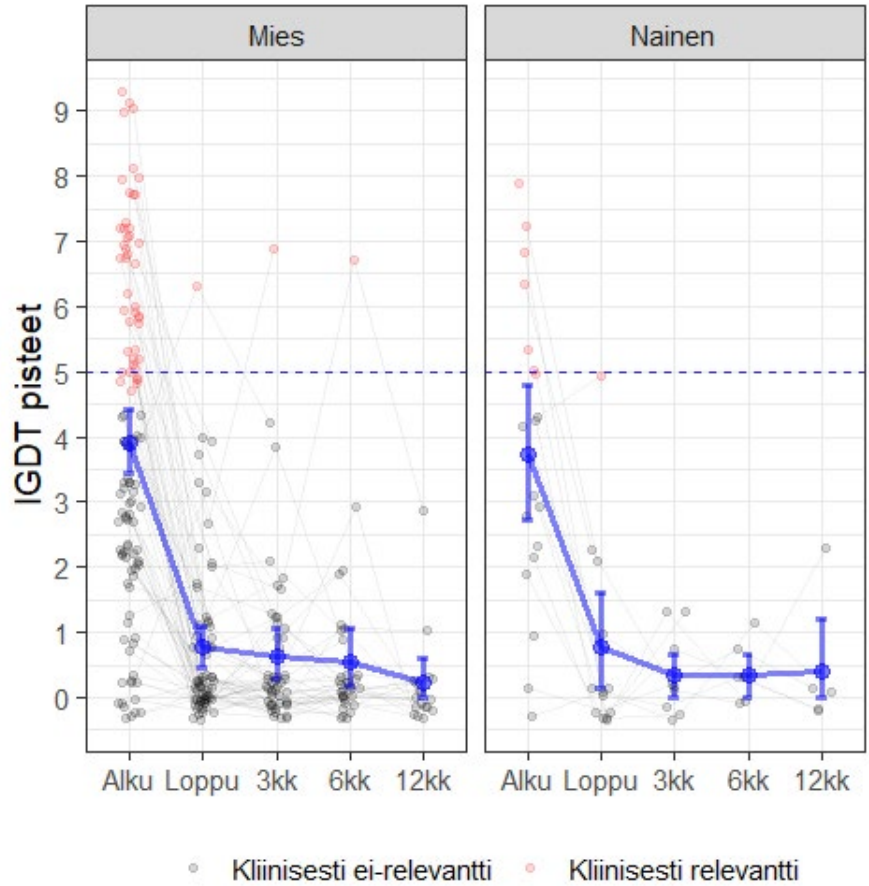 Mies Nainen
IGDT pisteet
9
8
7
6
5
4
3
2
1
0
Alku Loppu 3kk 6kk 12kk Alku Loppu 3kk 6kk 12kk
Kliinisesti ei-relevantti Kliinisesti relevantti